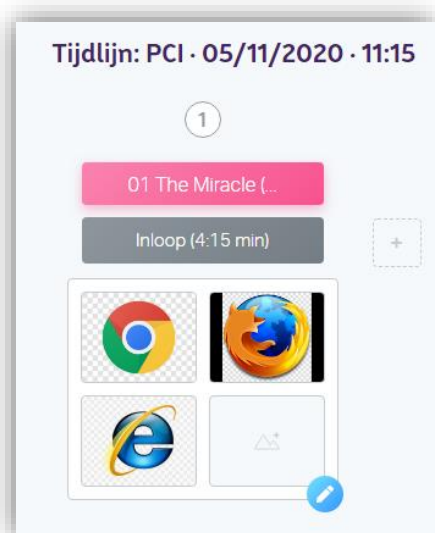 Tijdlijn: PCI · 05/11/2020 · 11:15
1
01 The Miracle (...
Inloop (4:15 min)
+